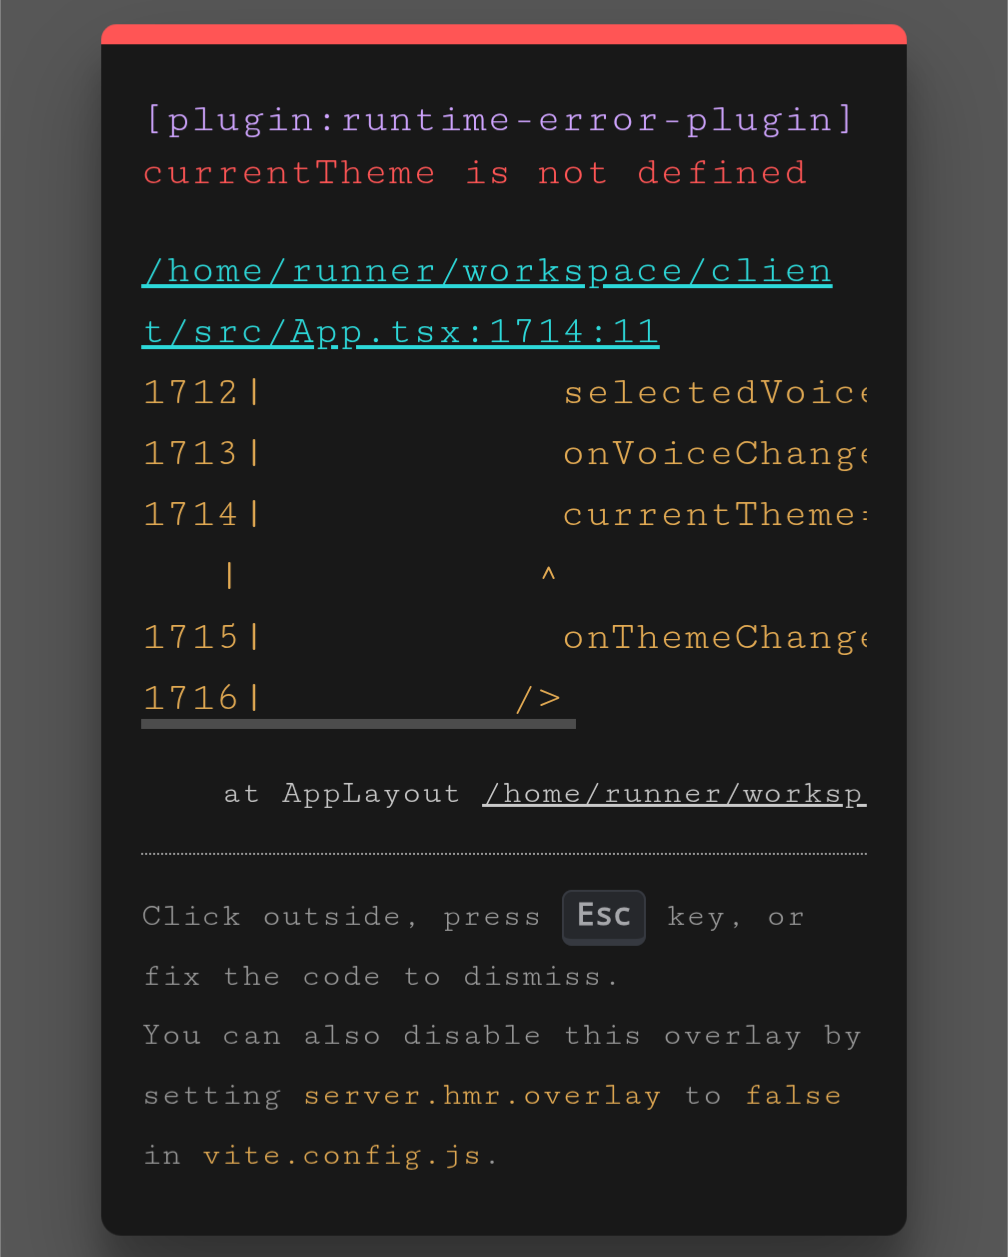 [plugin:runtime-error-plugin]
currentTheme is not defined
/home/runner/workspace/clien
t/src/App.tsx:1714:11
1712| selectedVoice
1713| onVoiceChange
1714| currentTheme=
| ^
1715| onThemeChange
1716| />
at AppLayout /home/runner/worksp
Click outside, press Esc key, or
fix the code to dismiss.
You can also disable this overlay by
setting server.hmr.overlay to false
in vite.config.js.